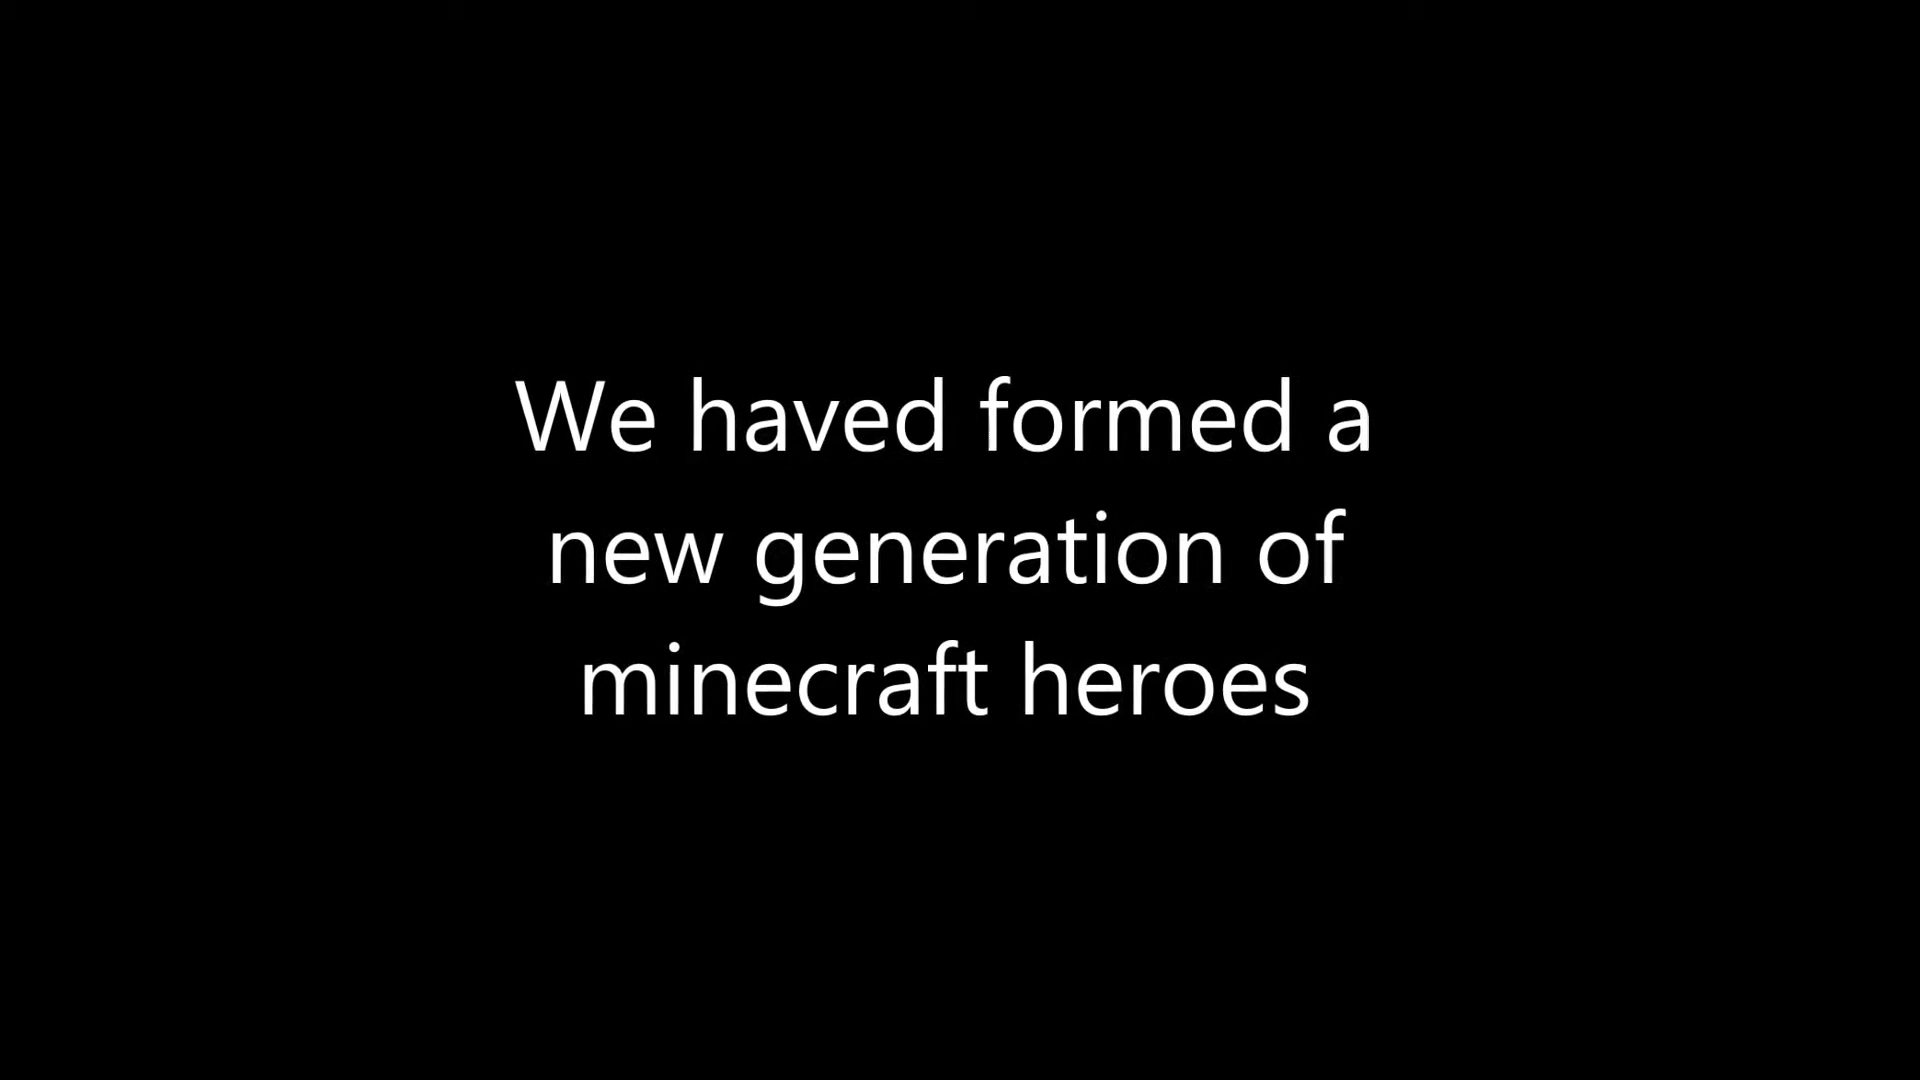 We haved formed a
new generation of
minecraft heroes